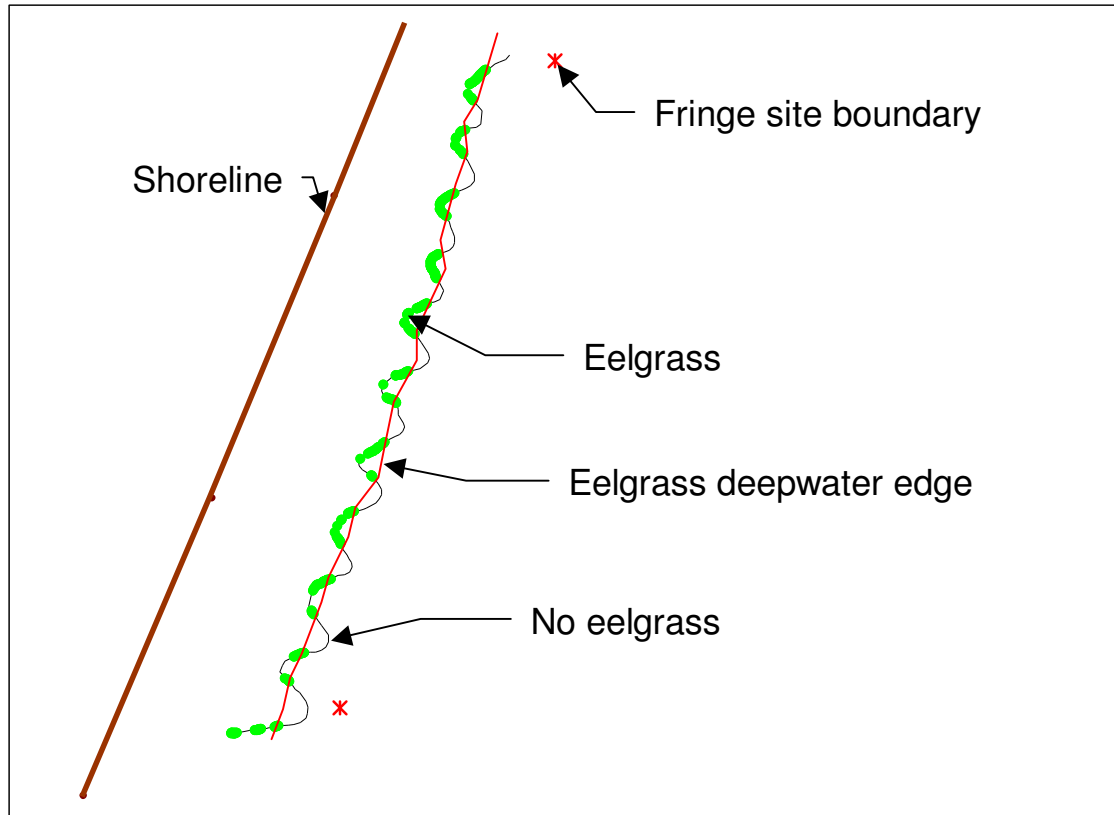 Fringe site boundary
Shoreline
Eelgrass
Eelgrass deepwater edge
No eelgrass